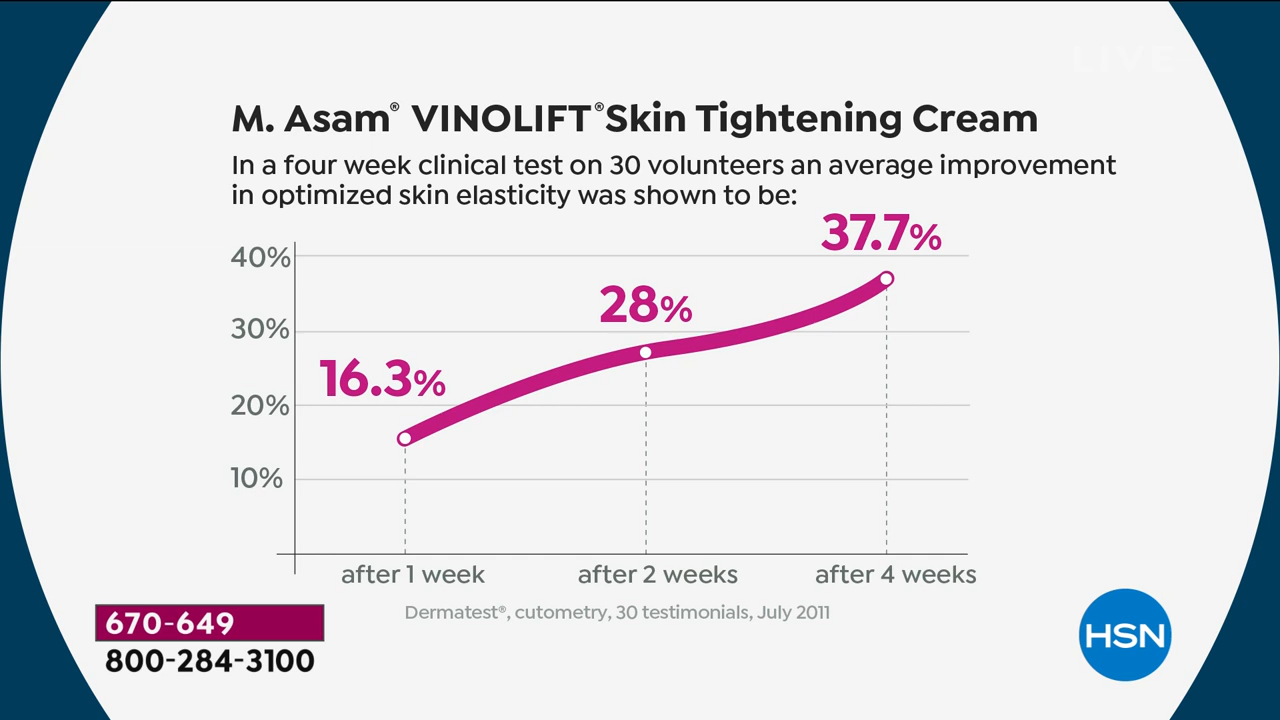 LIVE
M. Asam® VINOLIFT® Skin Tightening Cream
In a four week clinical test on 30 volunteers an average improvement
in optimized skin elasticity was shown to be:
37.7%
40%
28%
30%
16.3%
20%
10%
after 1 week after 2 weeks after 4 weeks
Dermatest®, cutometry, 30 testimonials, July 2011
670-649
800-284-3100
HSN